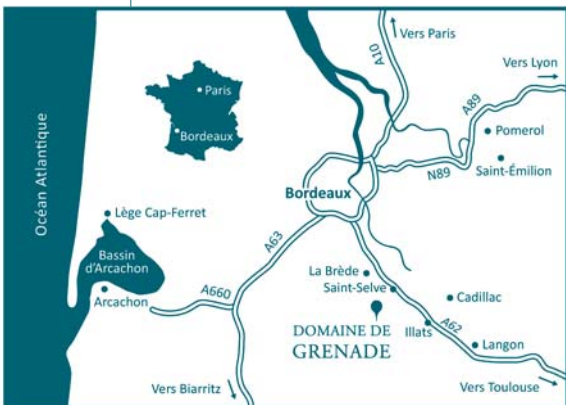 Vers Paris
A10
Vers Lyon
A89
Paris
Bordeaux
Pomerol
Saint-Émilion
N89
Océan Atlantique
Bordeaux
Lège Cap-Ferret
A63
Bassin
d'Arcachon
La Brède
Saint-Selve
A660
Arcachon
Cadillac
DOMAINE DE
GRENADE
Illats
A62
Langon
Vers Biarritz
Vers Toulouse